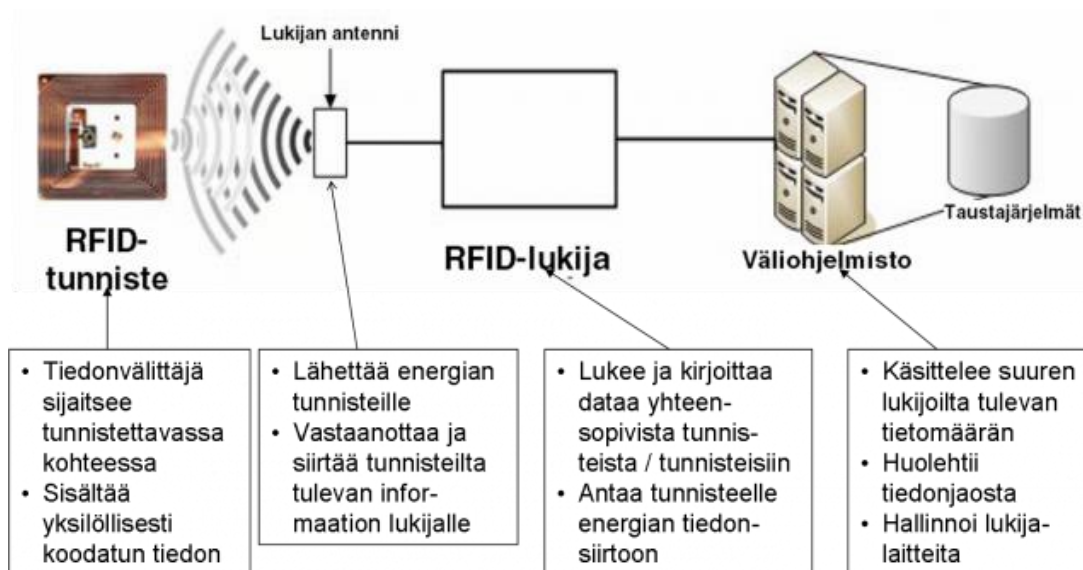 Lukijan antenni
RFID-
tunniste
RFID-lukija
Väliohjelmisto
Taustajärjelmät
• Tiedonvälittäjä
sijaitsee
tunnistettavassa
kohteessa
• Sisältää
yksilöllisesti
koodatun tiedon
• Lähettää energian
tunnisteille
• Vastaanottaa ja
siirtää tunnisteilta
tulevan infor-
maation lukijalle
• Lukee ja kirjoittaa
dataa yhteen-
sopivista tunnis-
teista / tunnisteisiin
• Antaa tunnisteelle
energian tiedon-
siirtoon
• Käsittelee suuren
lukijoilta tulevan
tietomäärän
• Huolehtii
tiedonjaosta
• Hallinnoi lukija-
laitteita